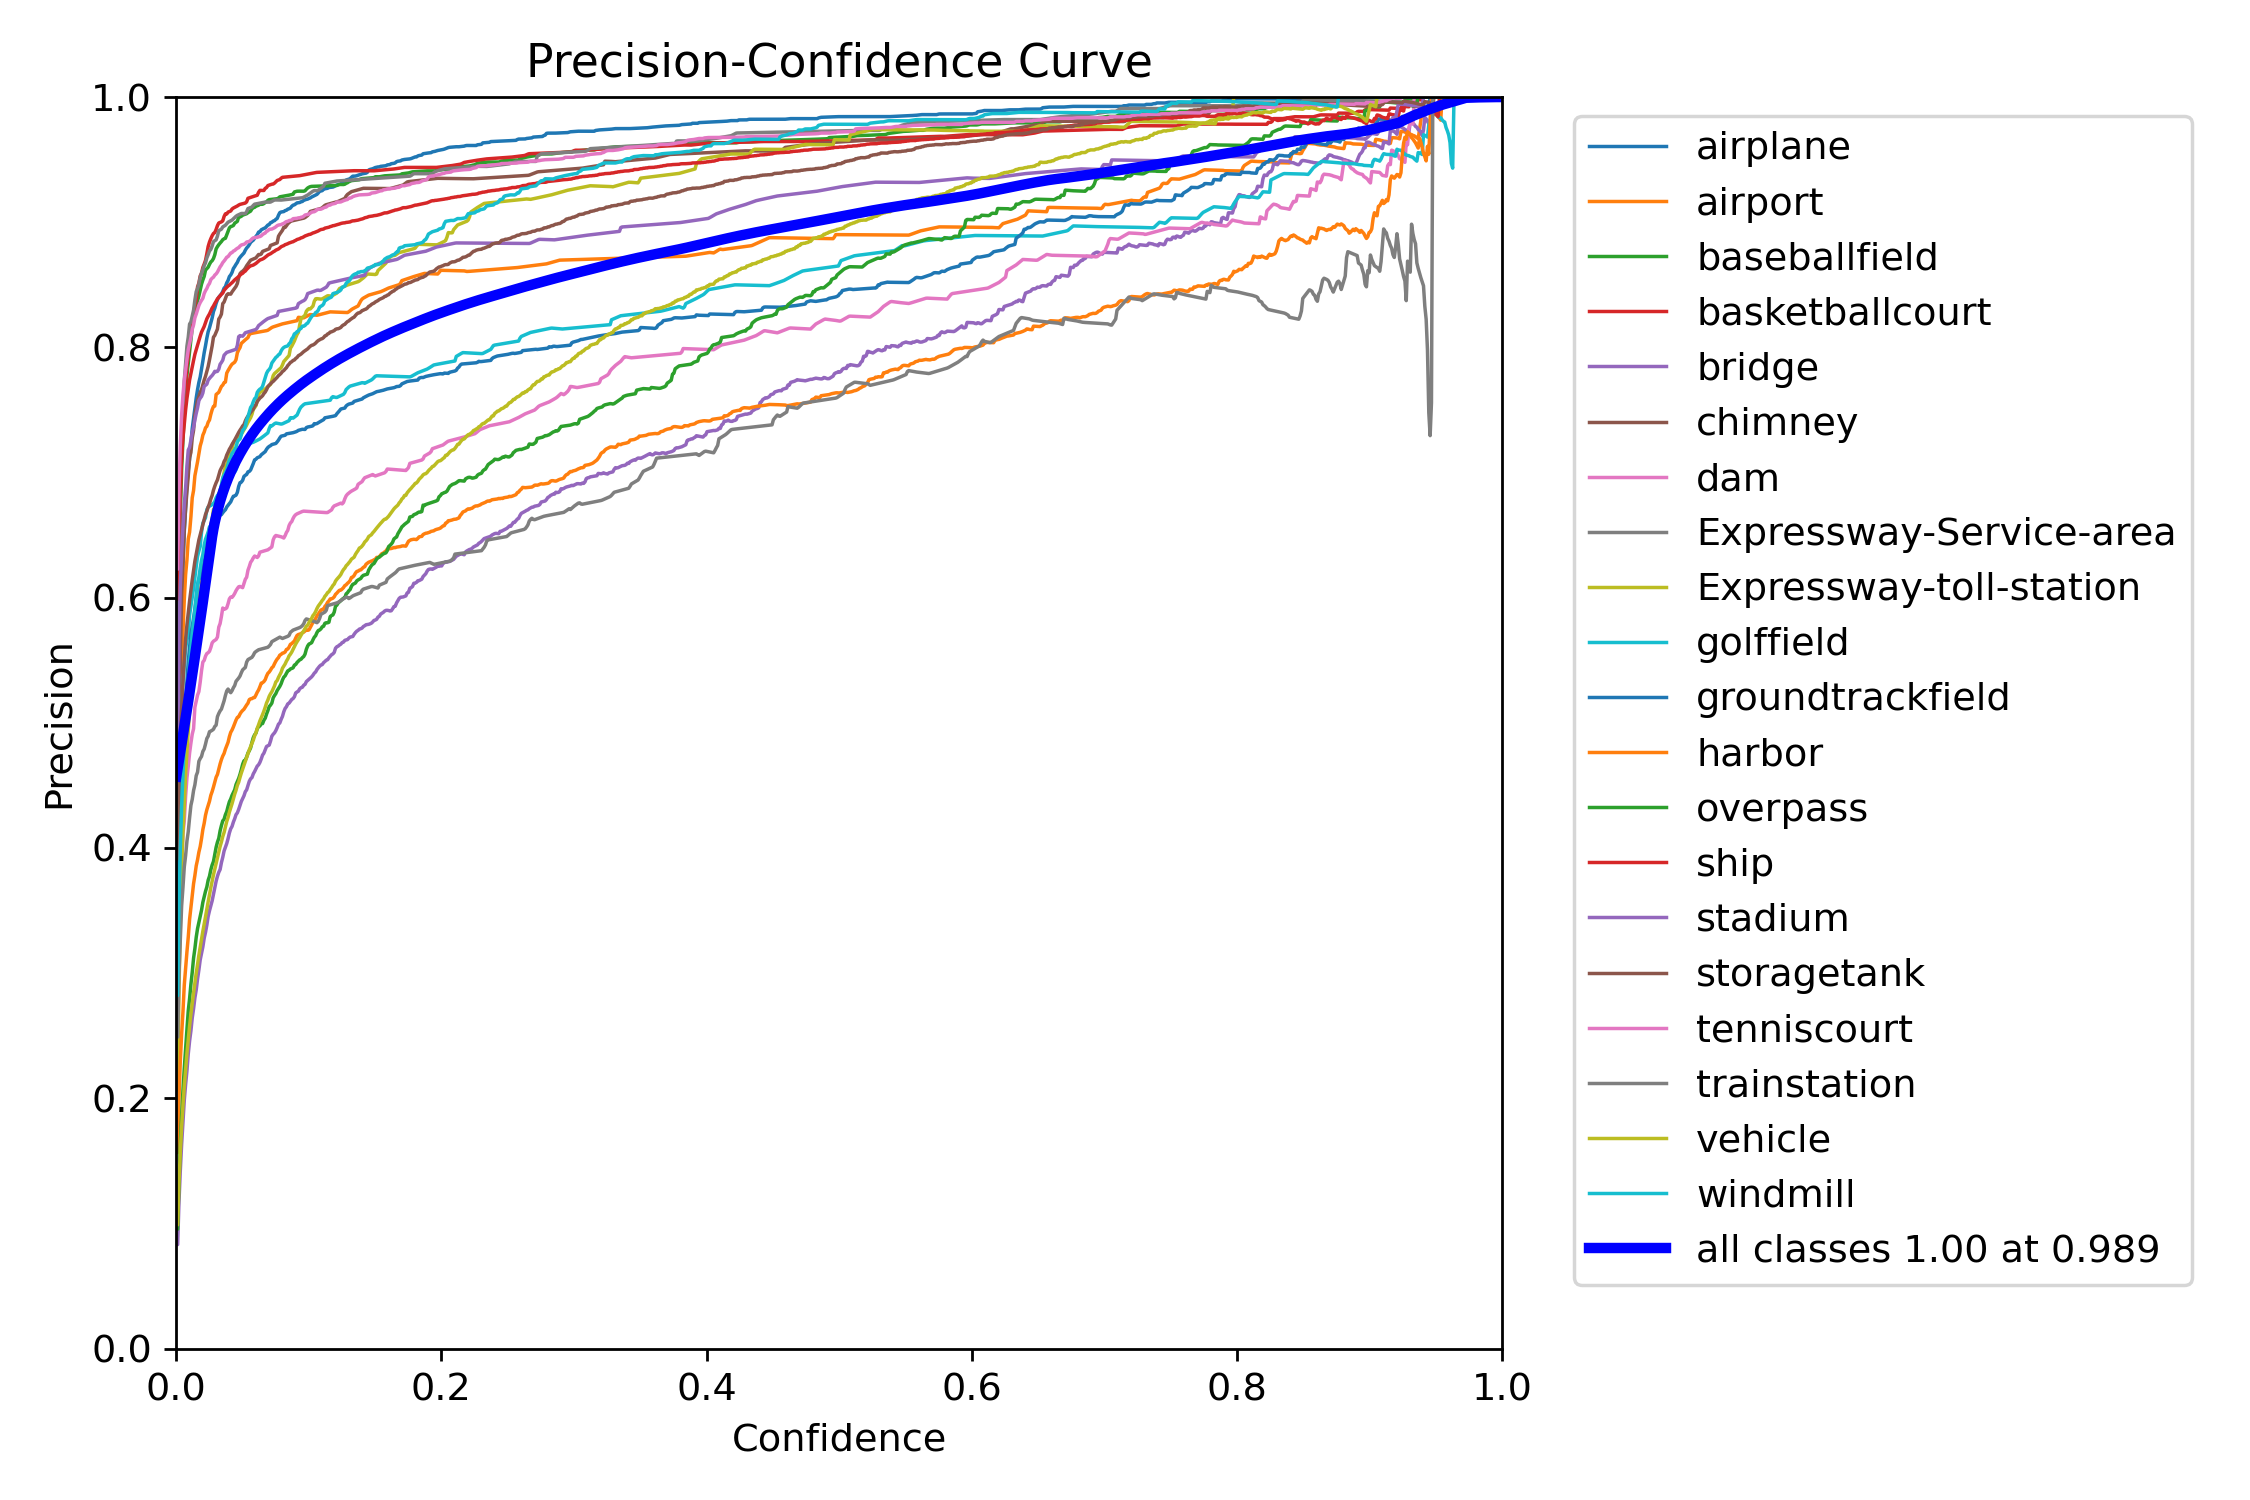 Precision-Confidence Curve
1.0
0.8
0.6
0.4
0.2
0.0
Precision
0.0 0.2 0.4 0.6 0.8 1.0
Confidence
airplane
airport
baseballfield
basketballcourt
bridge
chimney
dam
Expressway-Service-area
Expressway-toll-station
golffield
groundtrackfield
harbor
overpass
ship
stadium
storagetank
tenniscourt
trainstation
vehicle
windmill
all classes 1.00 at 0.989